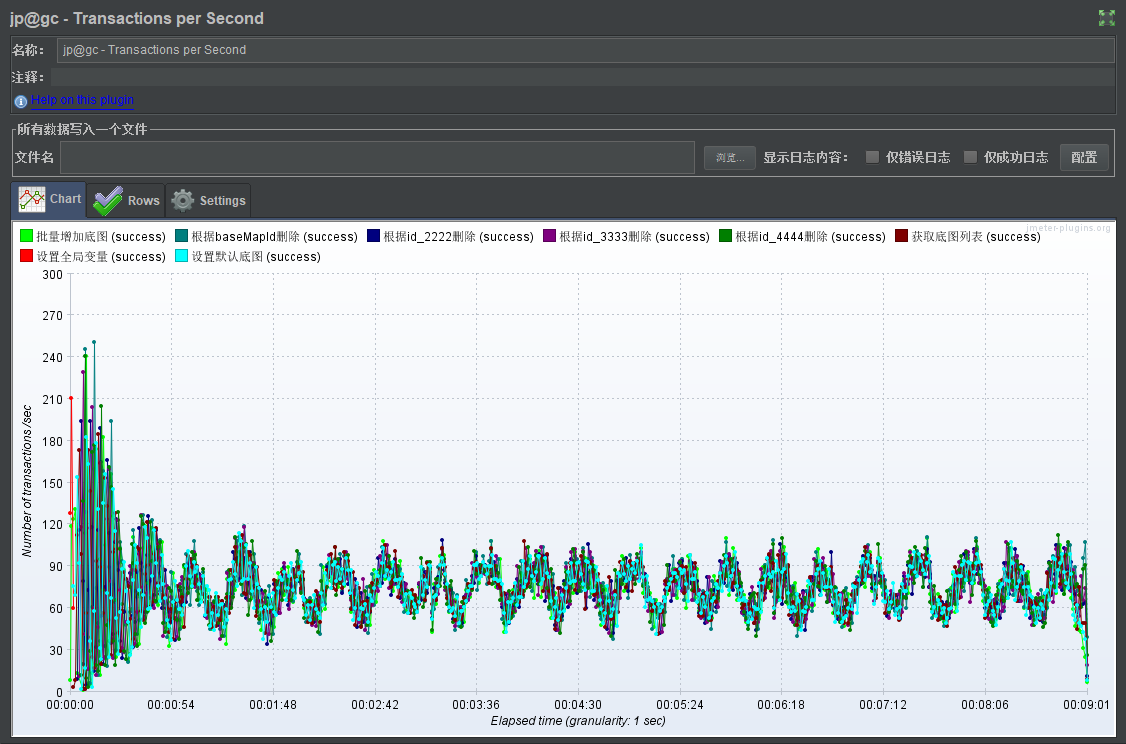 jp@gc - Transactions per Second
名称： jp@gc - Transactions per Second
注释：
Help on this plugin
所有数据写入一个文件
文件名 浏览... 显示日志内容： 仅错误日志 仅成功日志 配置
Chart Rows Settings
批量增加底图 (success) 根据baseMapId删除 (success) 根据id_2222删除 (success) 根据id_3333删除 (success) 根据id_4444删除 (success) 获取底图列表 (success)
jmeter-plugins.org
设置全局变量 (success) 设置默认底图 (success)
300
270
240
210
180
150
120
90
60
30
0
Number of transactions /sec
00:00:00 00:00:54 00:01:48 00:02:42 00:03:36 00:04:30 00:05:24 00:06:18 00:07:12 00:08:06 00:09:01
Elapsed time (granularity: 1 sec)